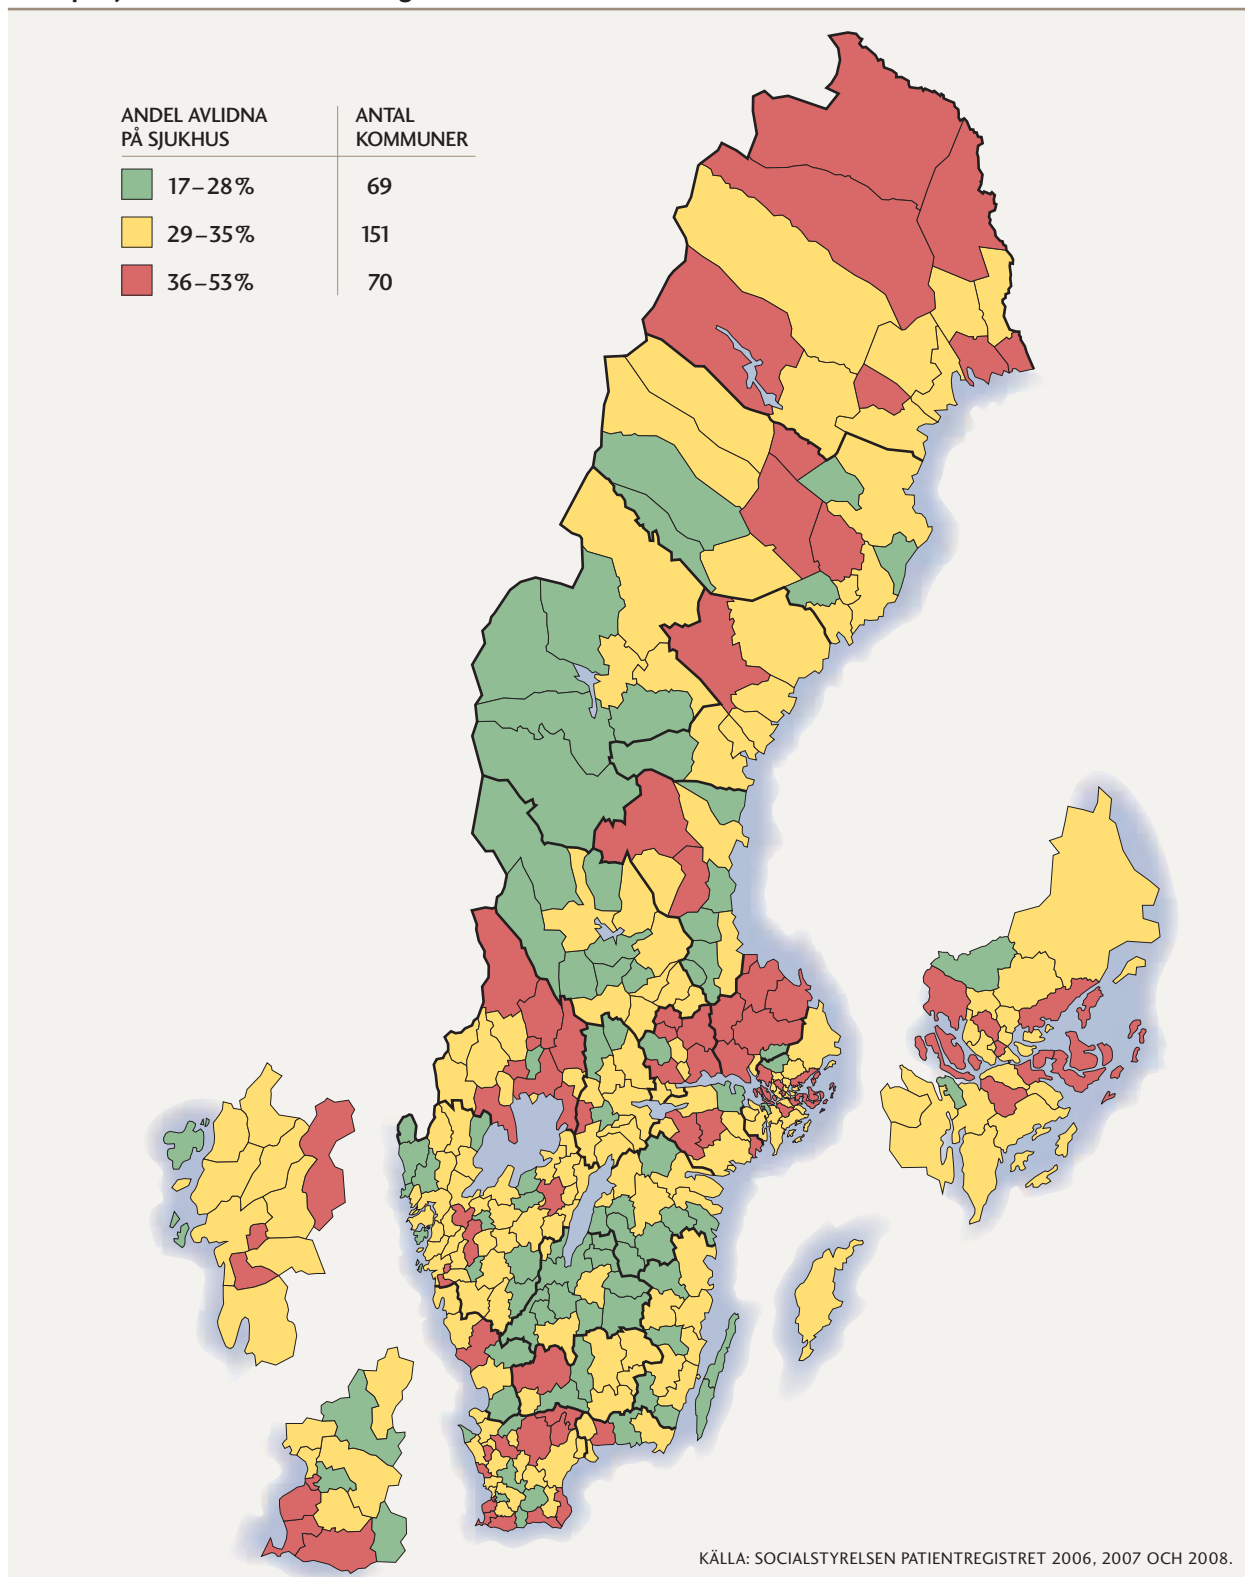 ANDEL AVLIDNA
PÅ SJUKHUS
ANTAL
KOMMUNER
17–28% 69
29–35% 151
36–53% 70
KÄLLA: SOCIALSTYRELSEN PATIENTREGISTRET 2006, 2007 OCH 2008.